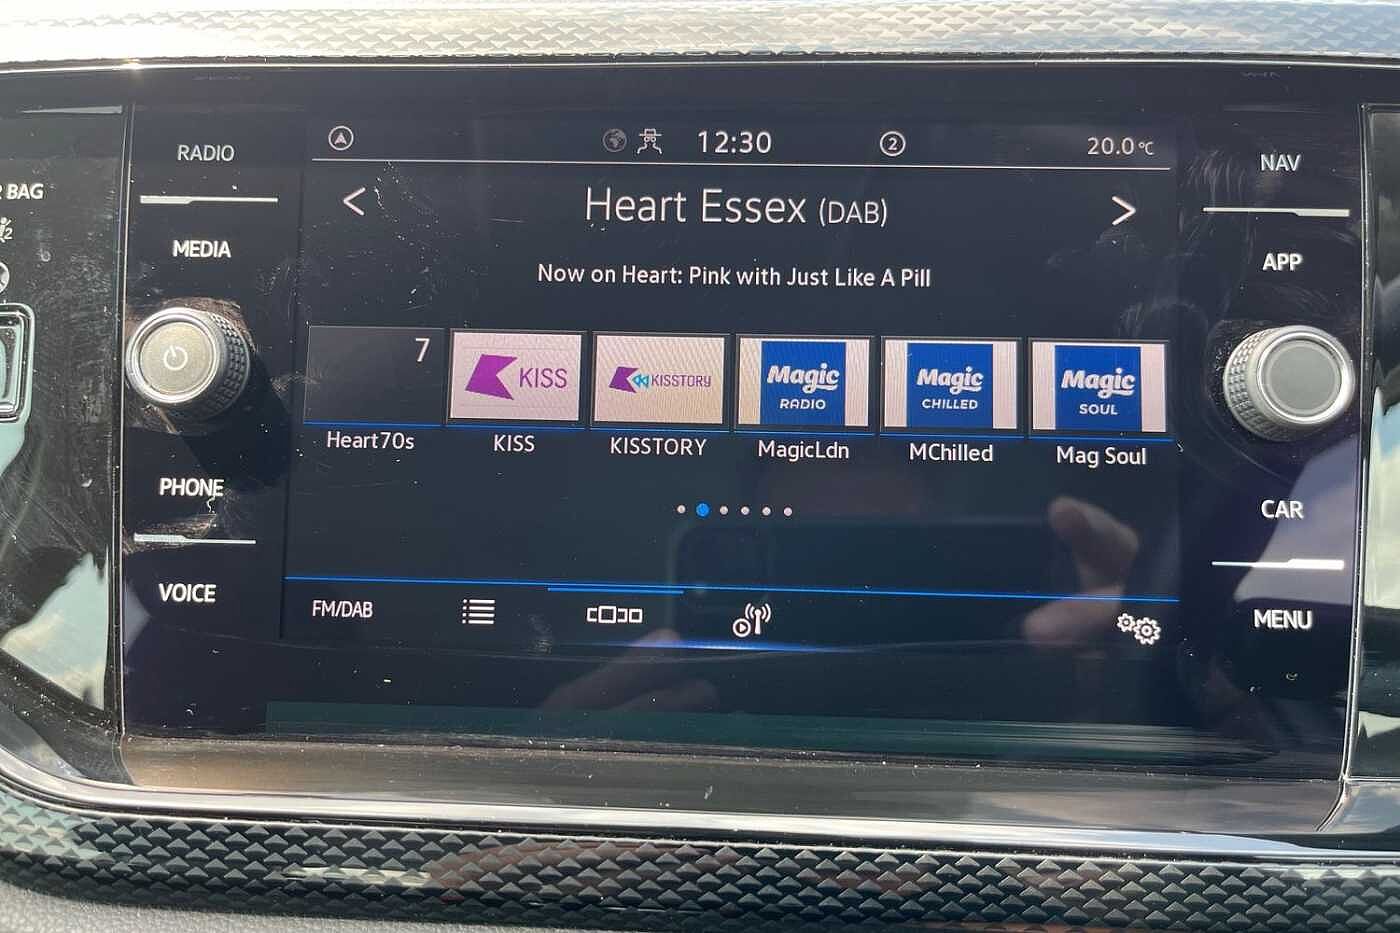 RADIO
MEDIA
PHONE
VOICE
BAG
12:30
2
20.0°C
<
Heart Essex (DAB)
>
Now on Heart: Pink with Just Like A Pill
7
KISS
KISSTORY
Magic
RADIO
Magic
CHILLED
Magic
SOUL
Heart70s
KISS
KISSTORY
MagicLdn
MChilled
Mag Soul
FM/DAB
NAV
APP
CAR
MENU